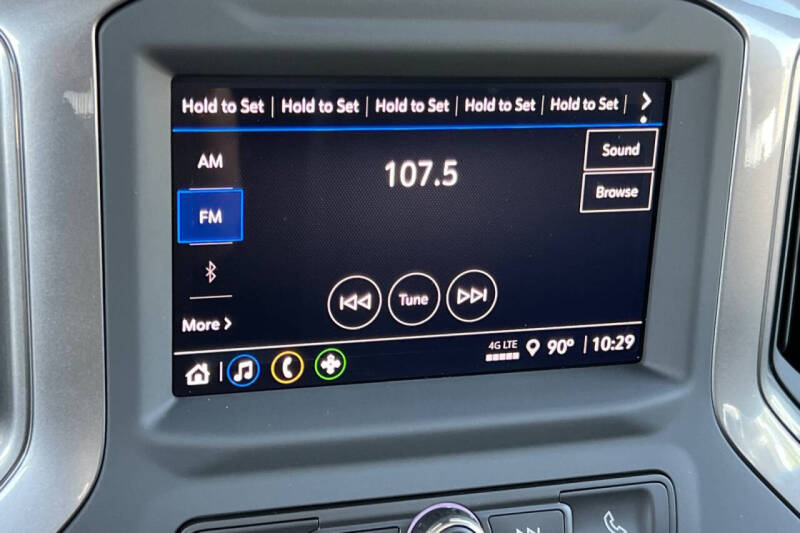 Hold to Set | Hold to Set | Hold to Set | Hold to Set | Hold to Set |
AM
107.5
Sound
FM
Browse
Tune
More
4G LTE
90° | 10:29